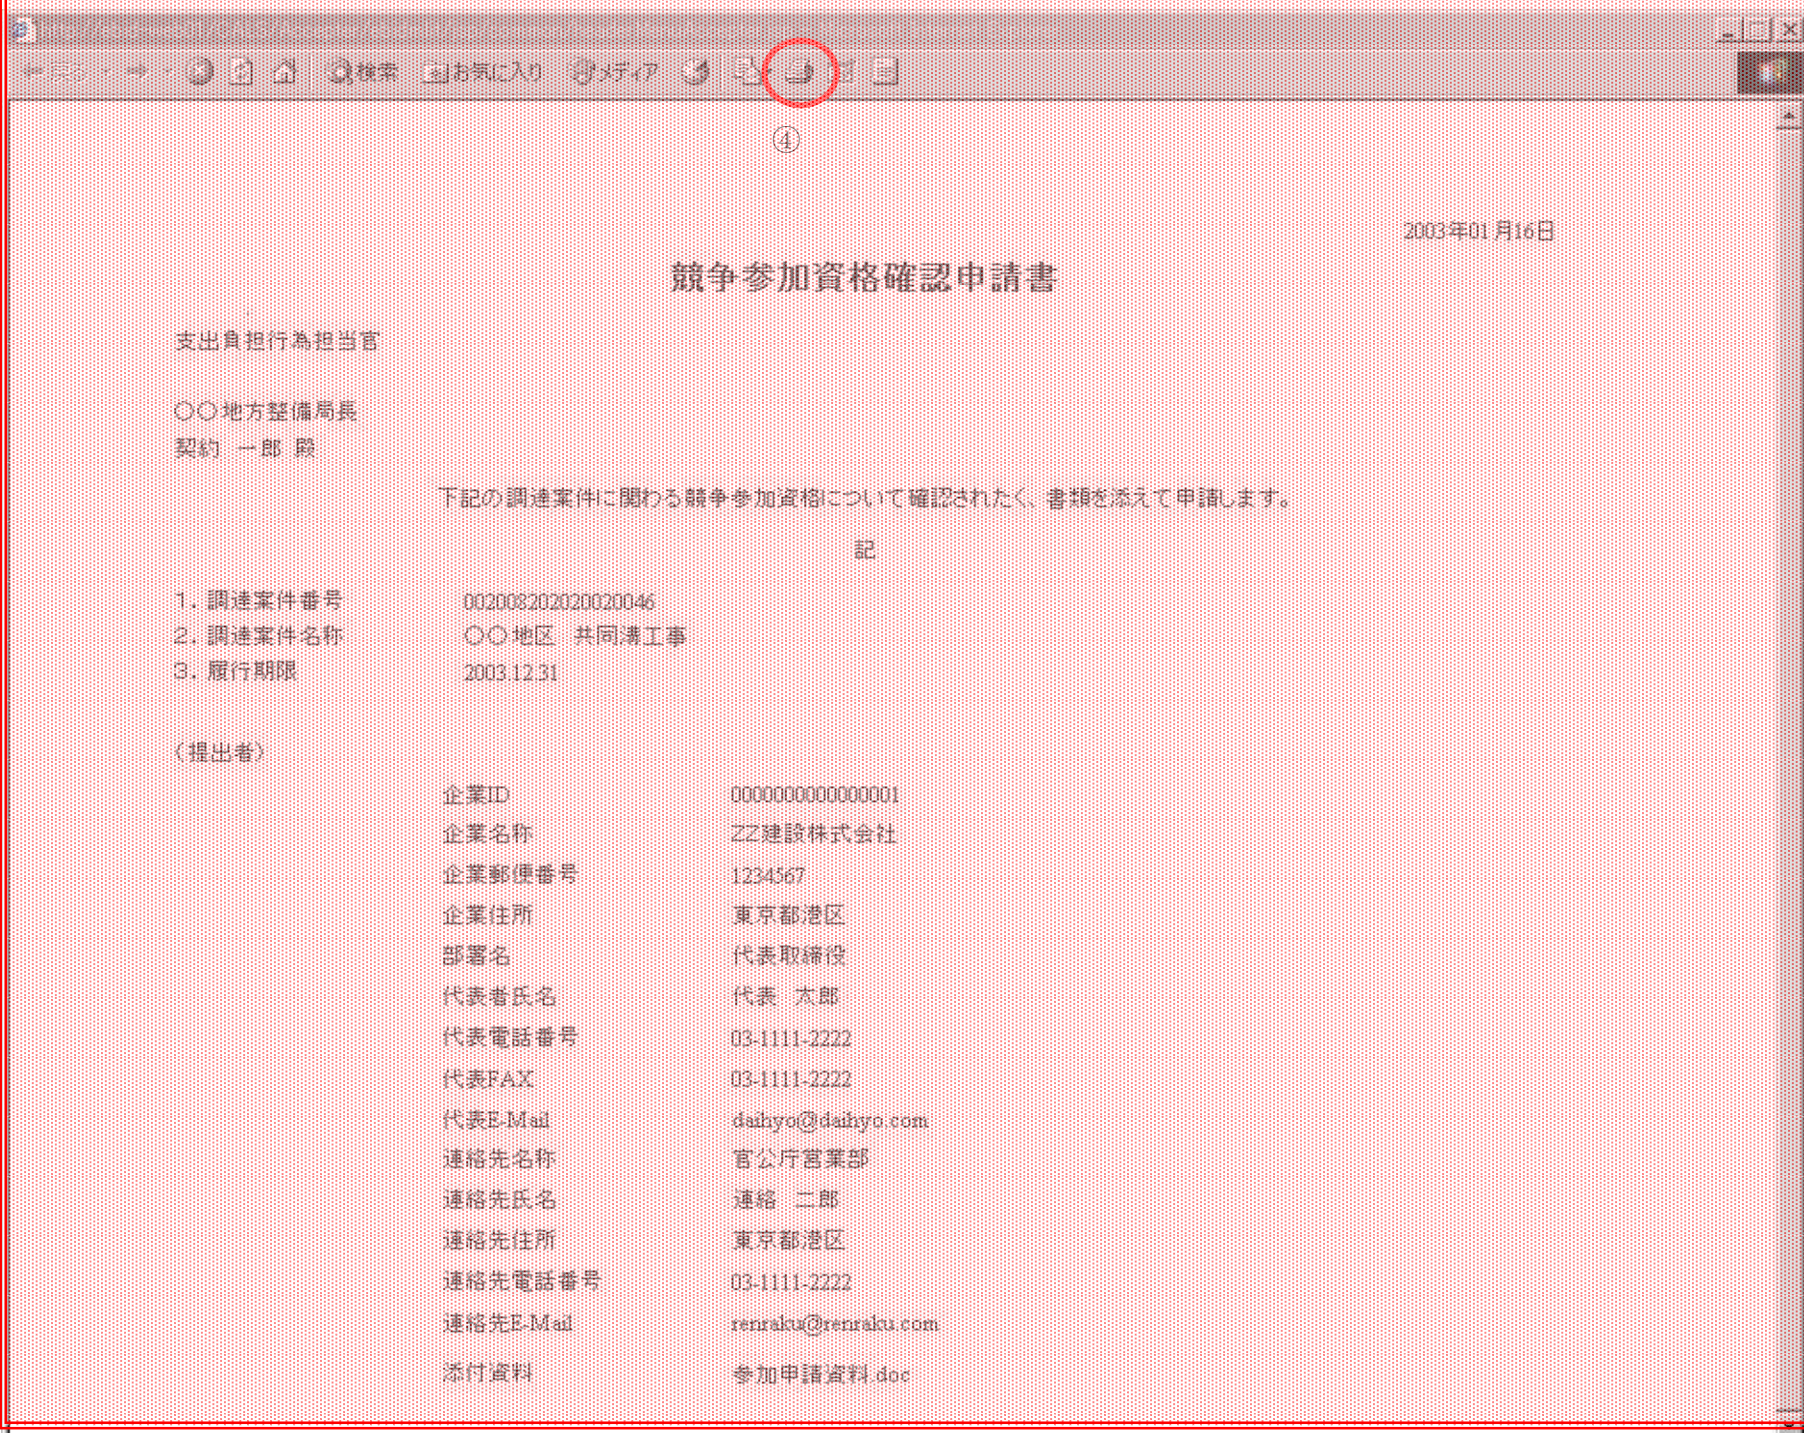 検索 お気に入り メディア
④
2003年01月16日
競争参加資格確認申請書
支出負担行為担当官
〇〇地方整備局長
契約 一郎 殿
下記の調達案件に関わる競争参加資格について確認されたく、書類を添えて申請します。
記
1. 調達案件番号 002008202020020046
2. 調達案件名称 〇〇地区 共同溝工事
3. 履行期限 2003.12.31
(提出者)
企業ID 0000000000000001
企業名称 ZZ建設株式会社
企業郵便番号 1234567
企業住所 東京都港区
部署名 代表取締役
代表者氏名 代表 太郎
代表電話番号 03-1111-2222
代表FAX 03-1111-2222
代表E-Mail daihyo@daihyo.com
連絡先名称 官公庁営業部
連絡先氏名 連絡 二郎
連絡先住所 東京都港区
連絡先電話番号 03-1111-2222
連絡先E-Mail renraku@renraku.com
添付資料 参加申請資料.doc